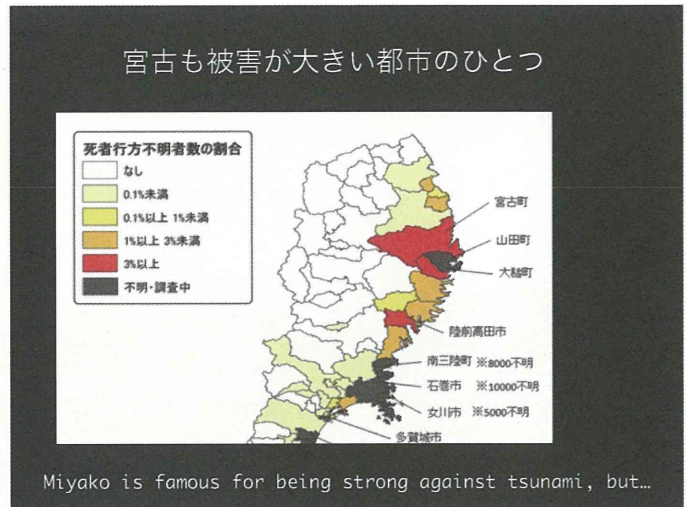 宮古も被害が大きい都市のひとつ
死者行方不明者数の割合
なし
0.1%未満
0.1%以上 1%未満
1%以上 3%未満
3%以上
不明・調査中
宮古町
山田町
大槌町
陸前高田市
南三陸町 ※8000不明
石巻市 ※10000不明
女川市 ※5000不明
多賀城市
Miyako is famous for being strong against tsunami, but…